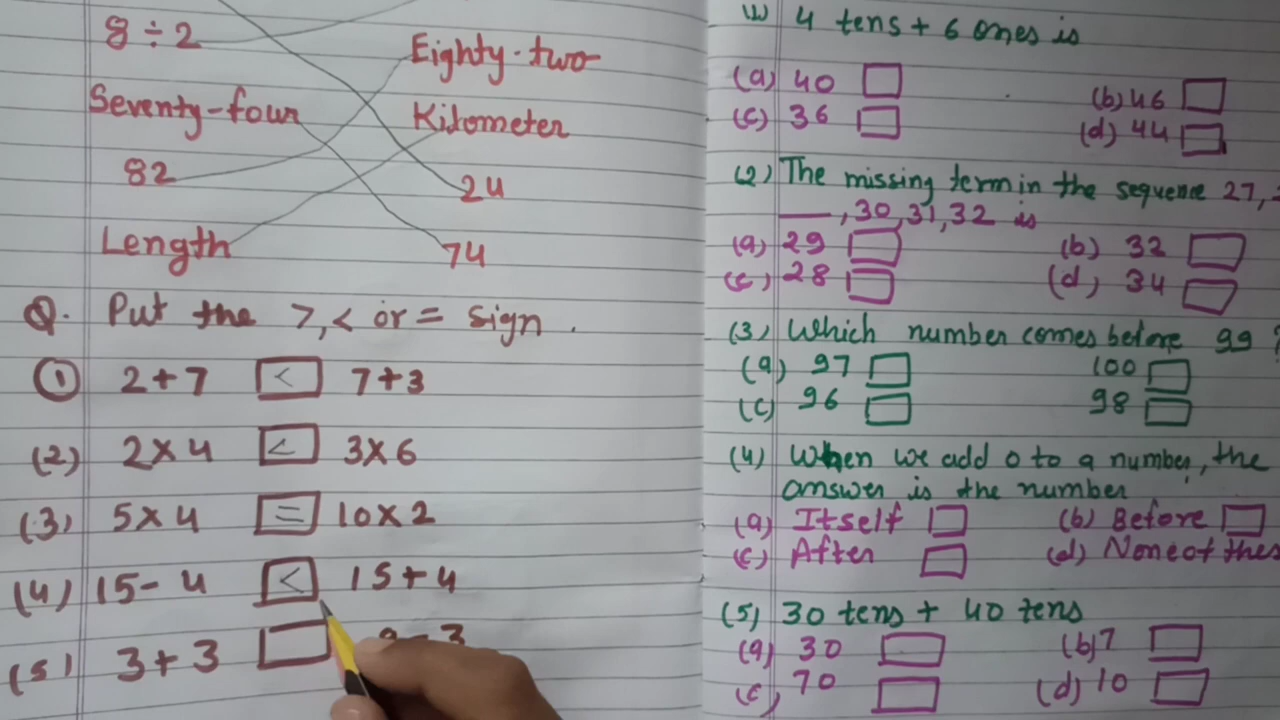 8 ÷ 2
Eighty-two
Seventy-four
Kilometer
82
24
Length
74
Q. Put the >, < or = sign.
(1) 2+7 < 7+3
(2) 2×4 < 3×6
(3) 5×4 = 10×2
(4) 15-4 < 15+4
(5) 3+3 - 3
(1) 4 tens + 6 ones is
(a) 40 (b) 46
(c) 36 (d) 44
(2) The missing term in the sequence 27,
__, 30, 31, 32 is
(a) 29 (b) 32
(c) 28 (d) 34
(3) Which number comes before 99 ?
(a) 97 100
(c) 96 98
(4) When we add 0 to a number, the
answer is the number
(a) Itself (b) Before
(c) After (d) None of thes
(5) 30 tens + 40 tens
(a) 30 (b) 7
(c) 70 (d) 10